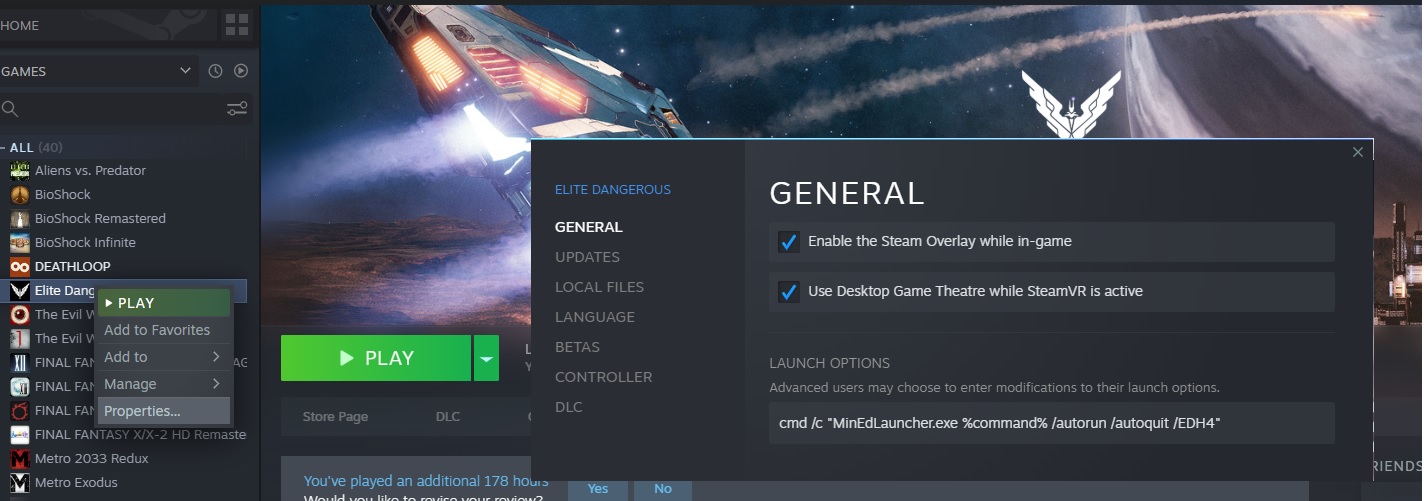 HOME
GAMES
ALL (40)
Aliens vs. Predator
BioShock
BioShock Remastered
BioShock Infinite
DEATHLOOP
Elite Dang
The Evil W
The Evil W
FINAL FAN
AG
FINAL FAN
FINAL FAN
FINAL FANTASY X/X-2 HD Remaste
Metro 2033 Redux
Metro Exodus
PLAY
Add to Favorites
Add to
Manage
Properties...
PLAY
L
Y
Store Page
DLC
You've played an additional 178 hours
Would you like to revise your review?
Yes
No
ELITE DANGEROUS
GENERAL
UPDATES
LOCAL FILES
LANGUAGE
BETAS
CONTROLLER
DLC
GENERAL
Enable the Steam Overlay while in-game
Use Desktop Game Theatre while SteamVR is active
LAUNCH OPTIONS
Advanced users may choose to enter modifications to their launch options.
cmd /c "MinEdLauncher.exe %command% /autorun /autoquit /EDH4"
RIENDS